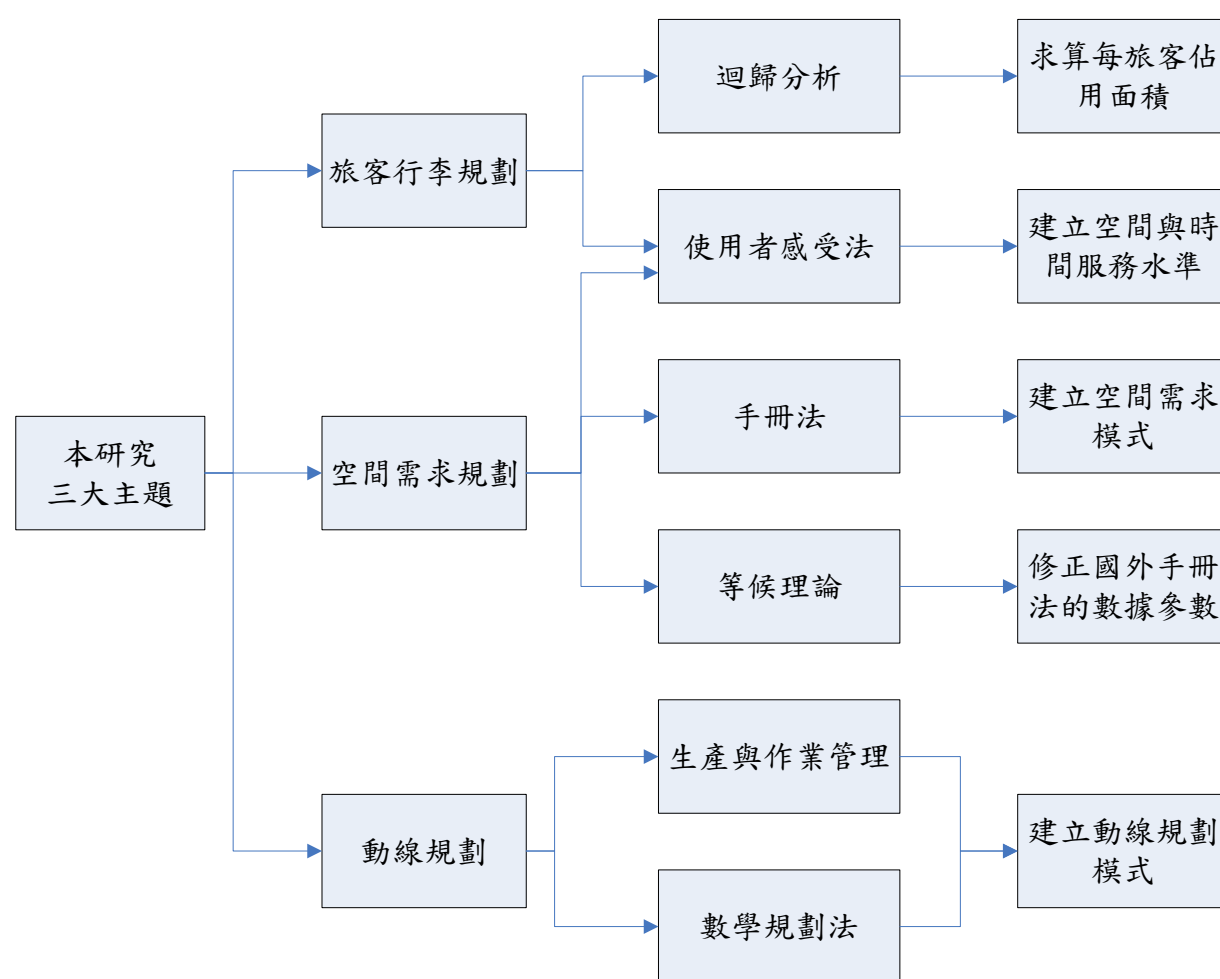 迴歸分析
求算每旅客佔
用面積
旅客行李規劃
使用者感受法
建立空間與時
間服務水準
本研究
三大主題
空間需求規劃
手冊法
建立空間需求
模式
等候理論
修正國外手冊
法的數據參數
生產與作業管理
動線規劃
建立動線規劃
模式
數學規劃法